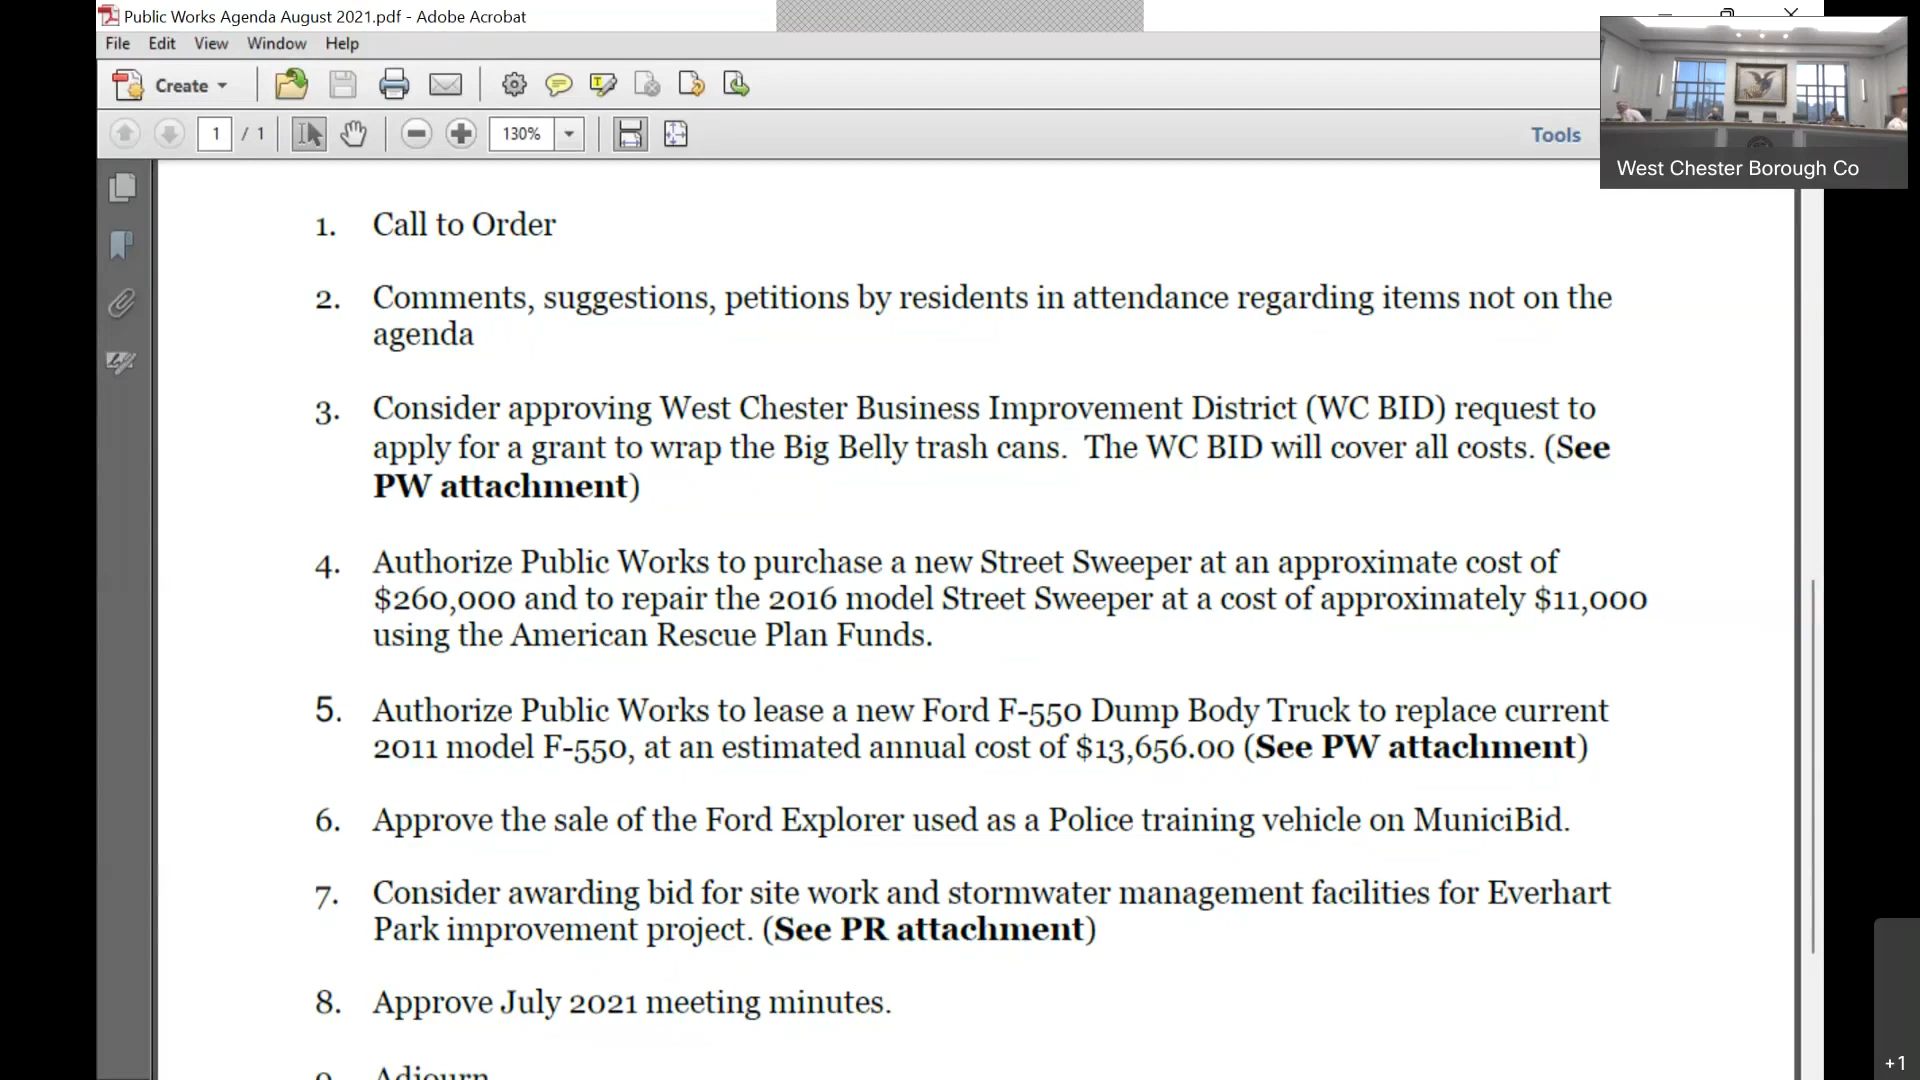 Public Works Agenda August 2021.pdf - Adobe Acrobat
File Edit View Window Help
Create
1 / 1 130% Tools
West Chester Borough Co
1. Call to Order
2. Comments, suggestions, petitions by residents in attendance regarding items not on the
agenda
3. Consider approving West Chester Business Improvement District (WC BID) request to
apply for a grant to wrap the Big Belly trash cans. The WC BID will cover all costs. (See
PW attachment)
4. Authorize Public Works to purchase a new Street Sweeper at an approximate cost of
$260,000 and to repair the 2016 model Street Sweeper at a cost of approximately $11,000
using the American Rescue Plan Funds.
5. Authorize Public Works to lease a new Ford F-550 Dump Body Truck to replace current
2011 model F-550, at an estimated annual cost of $13,656.00 (See PW attachment)
6. Approve the sale of the Ford Explorer used as a Police training vehicle on MuniciBid.
7. Consider awarding bid for site work and stormwater management facilities for Everhart
Park improvement project. (See PR attachment)
8. Approve July 2021 meeting minutes.
9. Adjourn
+1